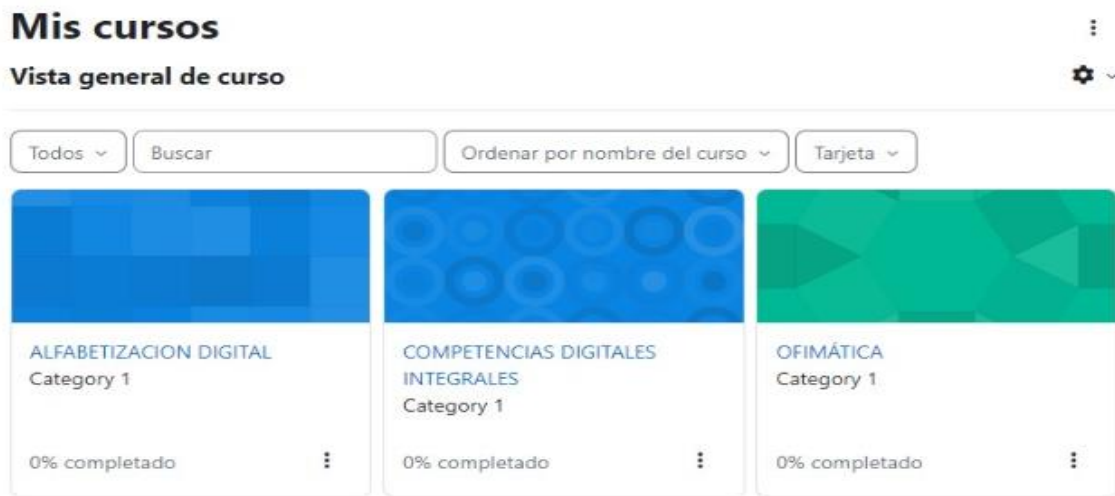 Mis cursos
Vista general de curso
Todos
Buscar
Ordenar por nombre del curso
Tarjeta
ALFABETIZACION DIGITAL
Category 1
0% completado
COMPETENCIAS DIGITALES
INTEGRALES
Category 1
0% completado
OFIMÁTICA
Category 1
0% completado